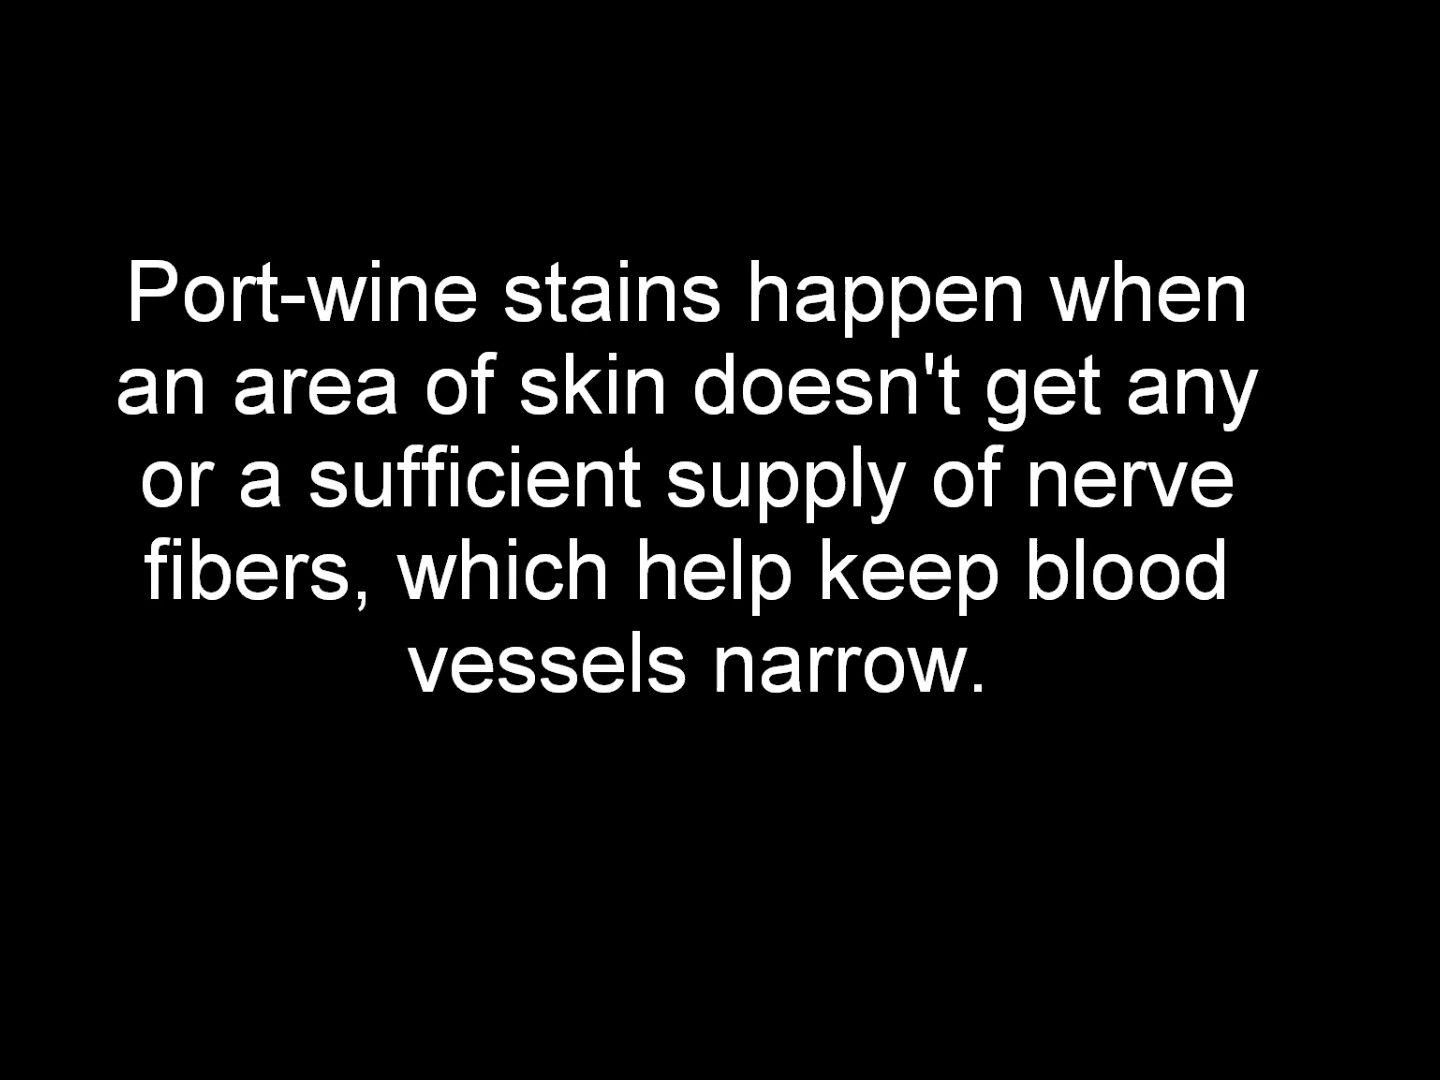 Port-wine stains happen when
an area of skin doesn't get any
or a sufficient supply of nerve
fibers, which help keep blood
vessels narrow.